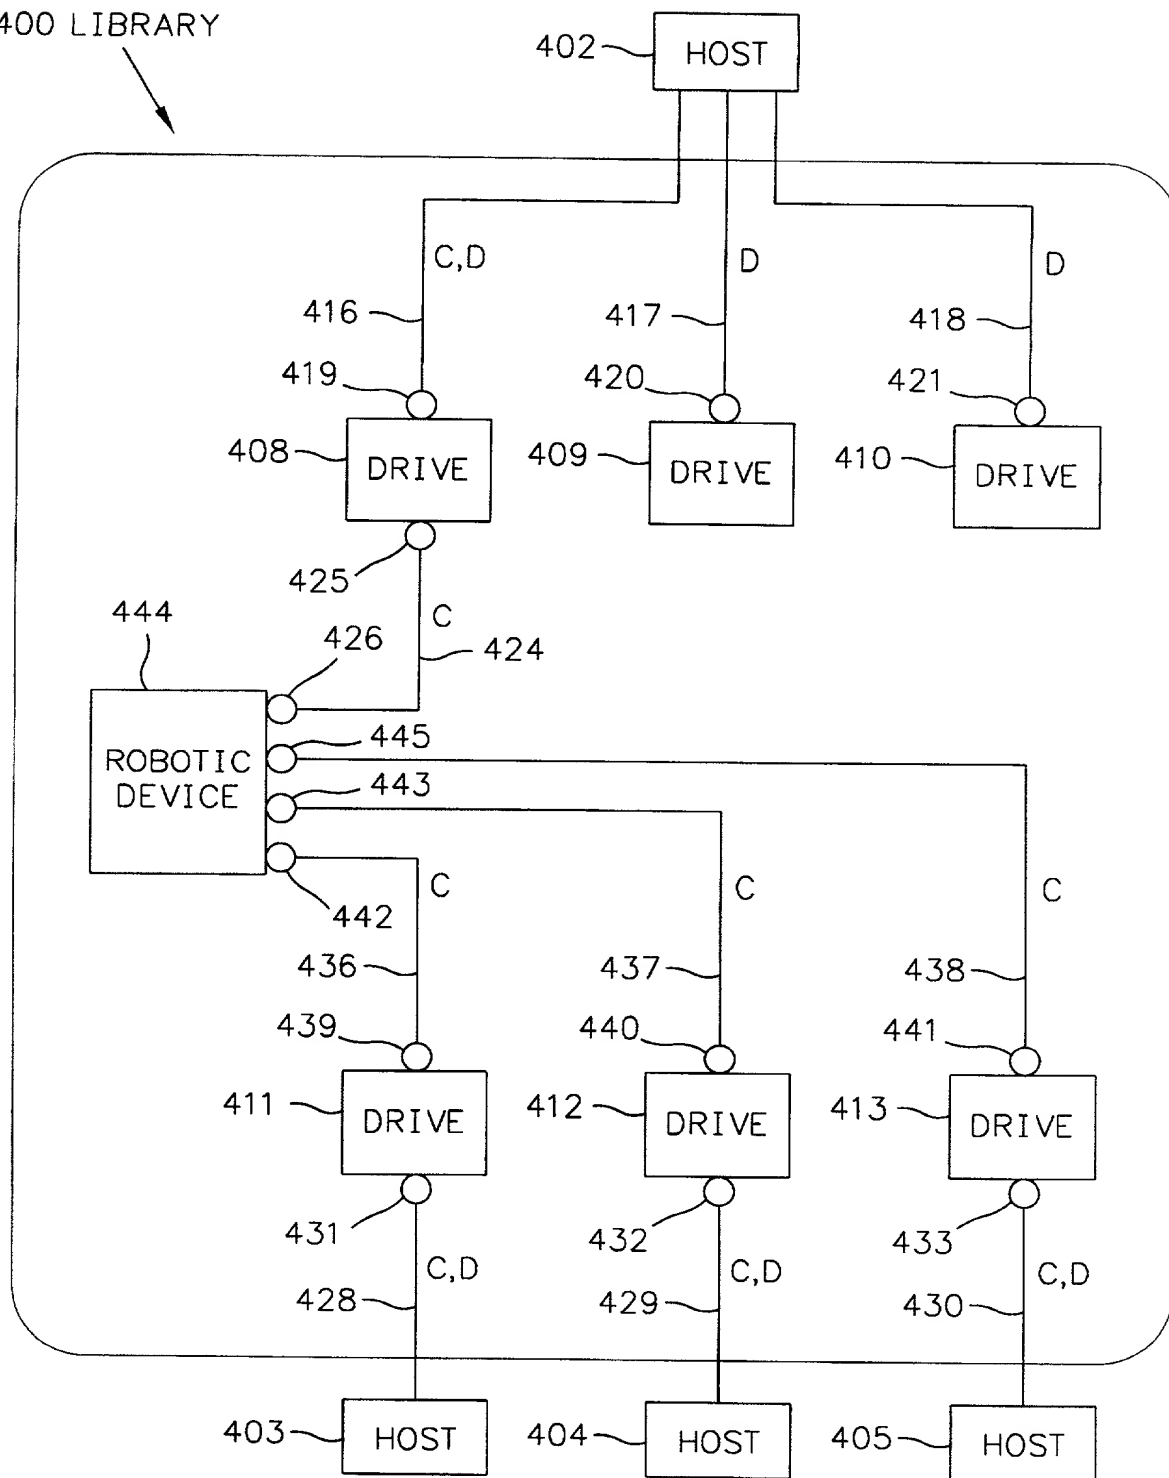 400 LIBRARY
402 HOST
C,D
D
D
416
417
418
419
420
421
408 DRIVE
409 DRIVE
410 DRIVE
425
C
444
426
424
ROBOTIC
DEVICE
445
443
442
C
C
C
436
437
438
439
440
441
411 DRIVE
412 DRIVE
413 DRIVE
431
432
433
C,D
C,D
C,D
428
429
430
403 HOST
404 HOST
405 HOST